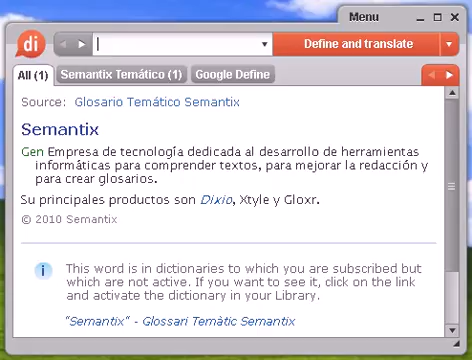 Menu
di
Define and translate
All (1)
Semantix Temático (1)
Google Define
Source: Glosario Temático Semantix
Semantix
Gen Empresa de tecnología dedicada al desarrollo de herramientas
informáticas para comprender textos, para mejorar la redacción y
para crear glosarios.
Su principales productos son Dixio, Xtyle y Gloxr.
© 2010 Semantix
This word is in dictionaries to which you are subscribed but
which are not active. If you want to see it, click on the link
and activate the dictionary in your Library.
"Semantix" - Glossari Temàtic Semantix